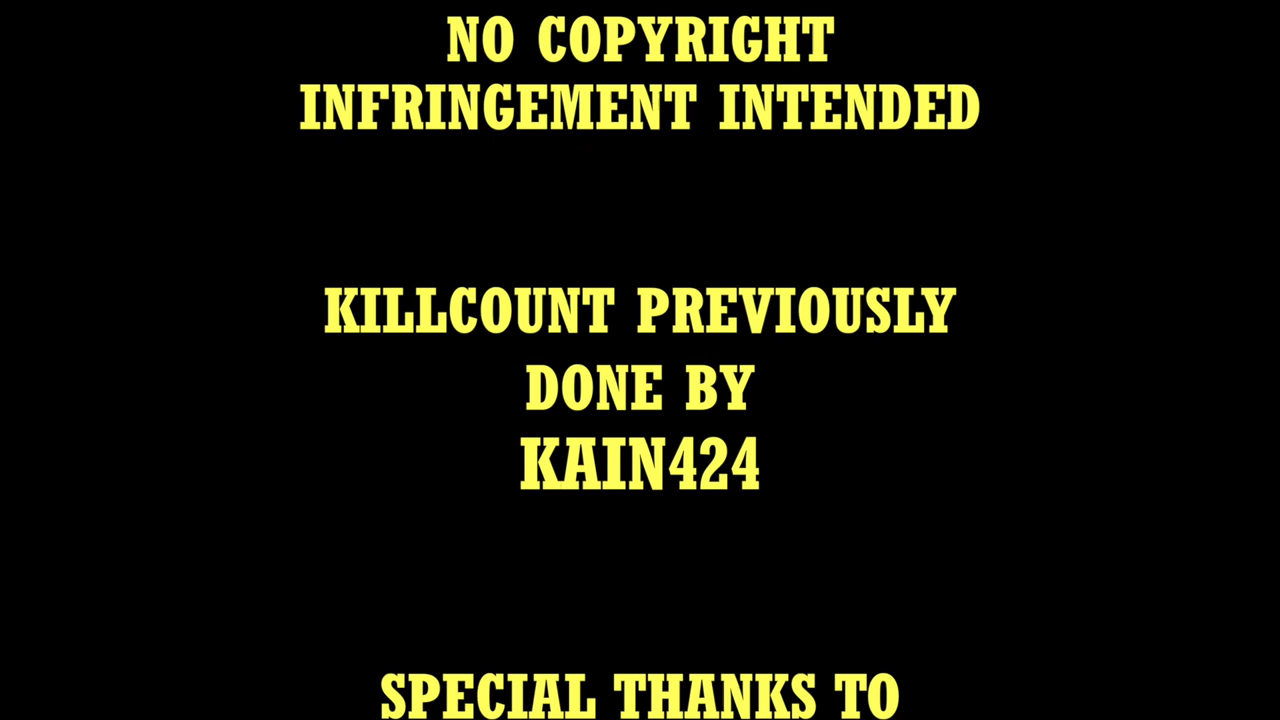 NO COPYRIGHT
INFRINGEMENT INTENDED
KILLCOUNT PREVIOUSLY
DONE BY
KAIN424
SPECIAL THANKS TO